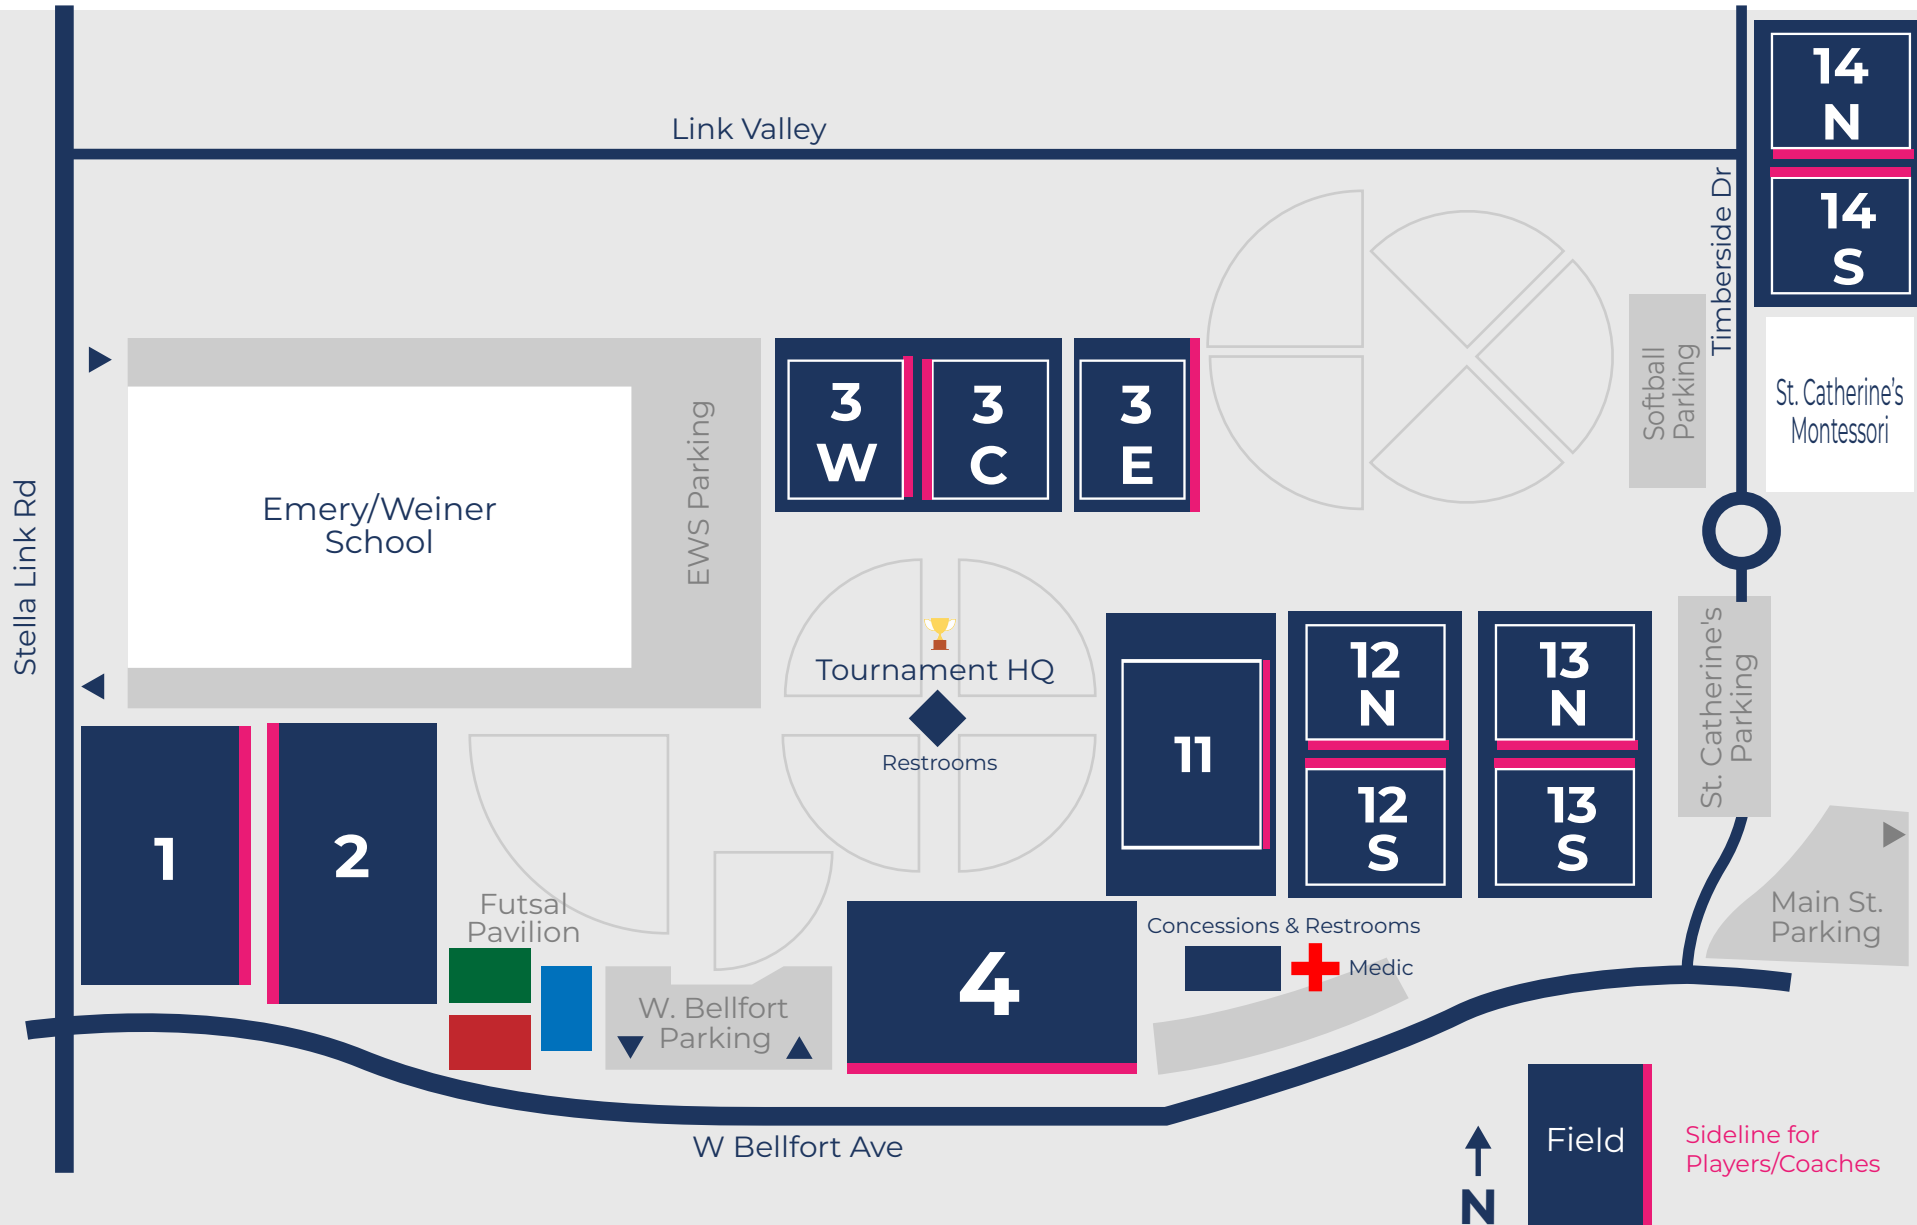 14
N
Link Valley
Timberside Dr
14
S
3
W
3
C
3
E
Softball
Parking
St. Catherine's
Montessori
EWS Parking
Stella Link Rd
Emery/Weiner
School
Tournament HQ
Restrooms
11
12
N
13
N
12
S
13
S
St. Catherine's
Parking
1
2
Futsal
Pavilion
4
Concessions & Restrooms
Medic
Main St.
Parking
W. Bellfort
Parking
W Bellfort Ave
N
Field
Sideline for
Players/Coaches